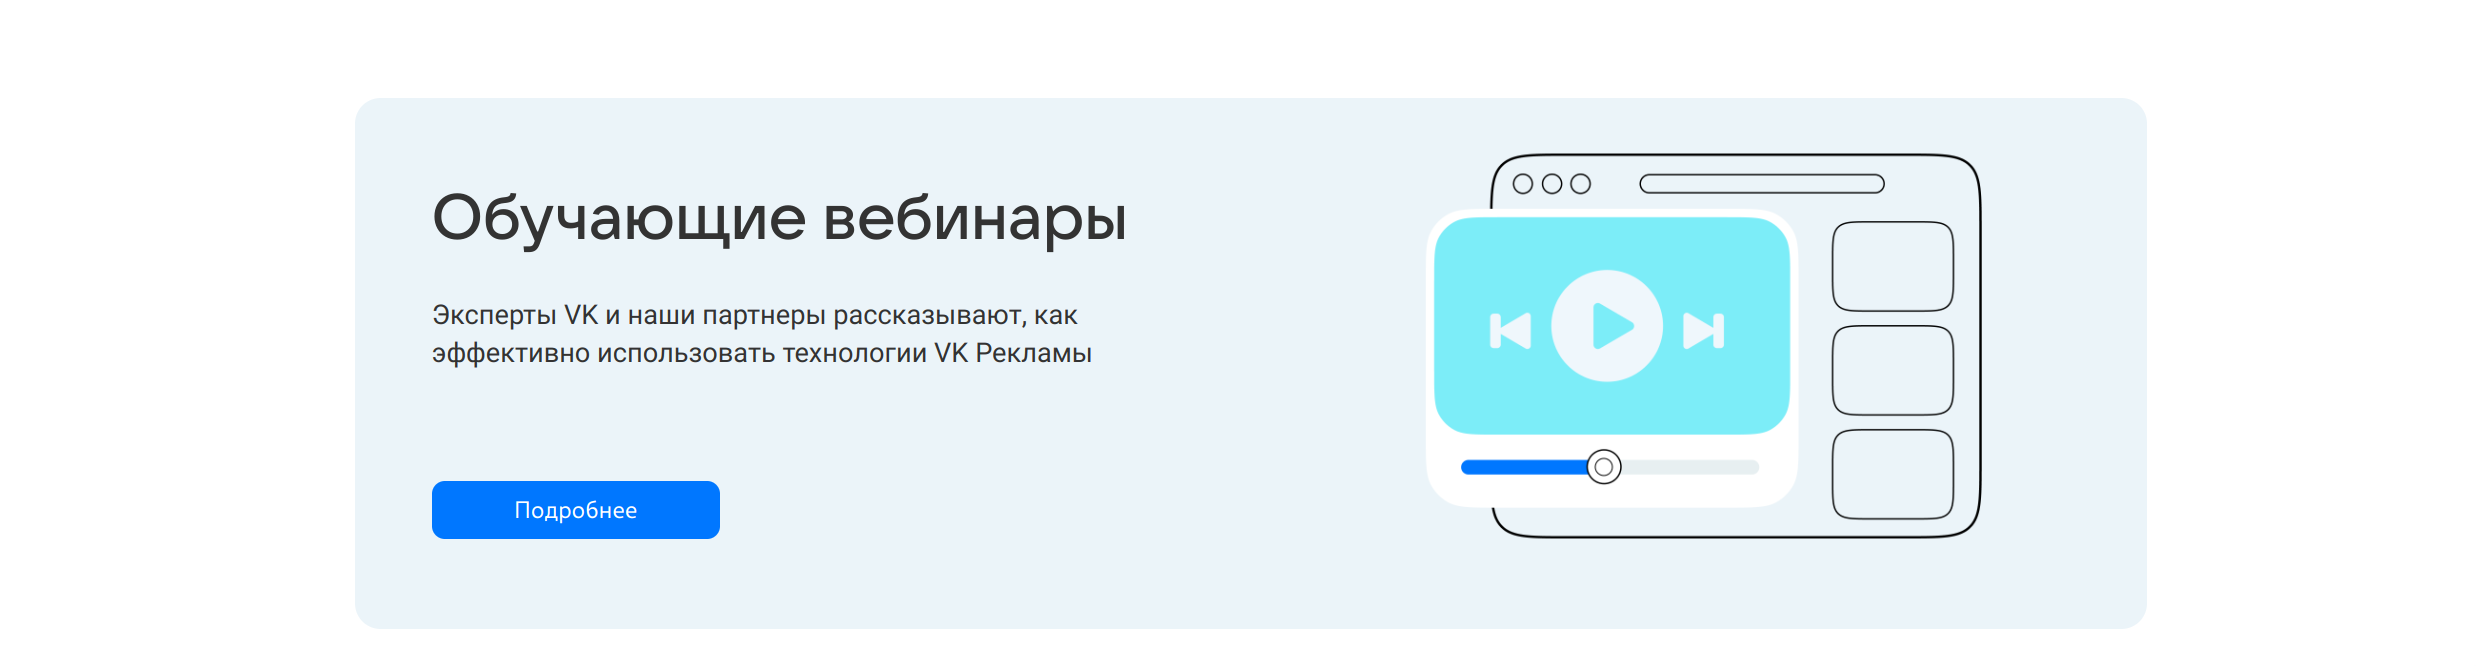 Обучающие вебинары
Эксперты VK и наши партнеры рассказывают, как
эффективно использовать технологии VK Рекламы
Подробнее